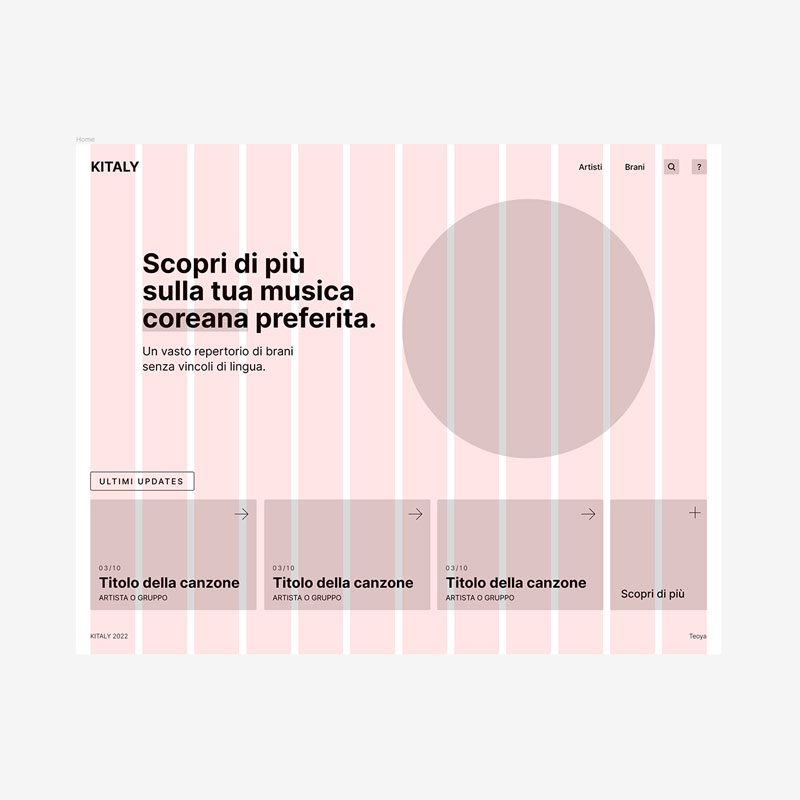 Home
KITALY
Artisti
Brani
?
Scopri di più
sulla tua musica
coreana preferita.
Un vasto repertorio di brani
senza vincoli di lingua.
ULTIMI UPDATES
03/10
Titolo della canzone
ARTISTA O GRUPPO
03/10
Titolo della canzone
ARTISTA O GRUPPO
03/10
Titolo della canzone
ARTISTA O GRUPPO
Scopri di più
KITALY 2022
Teoya